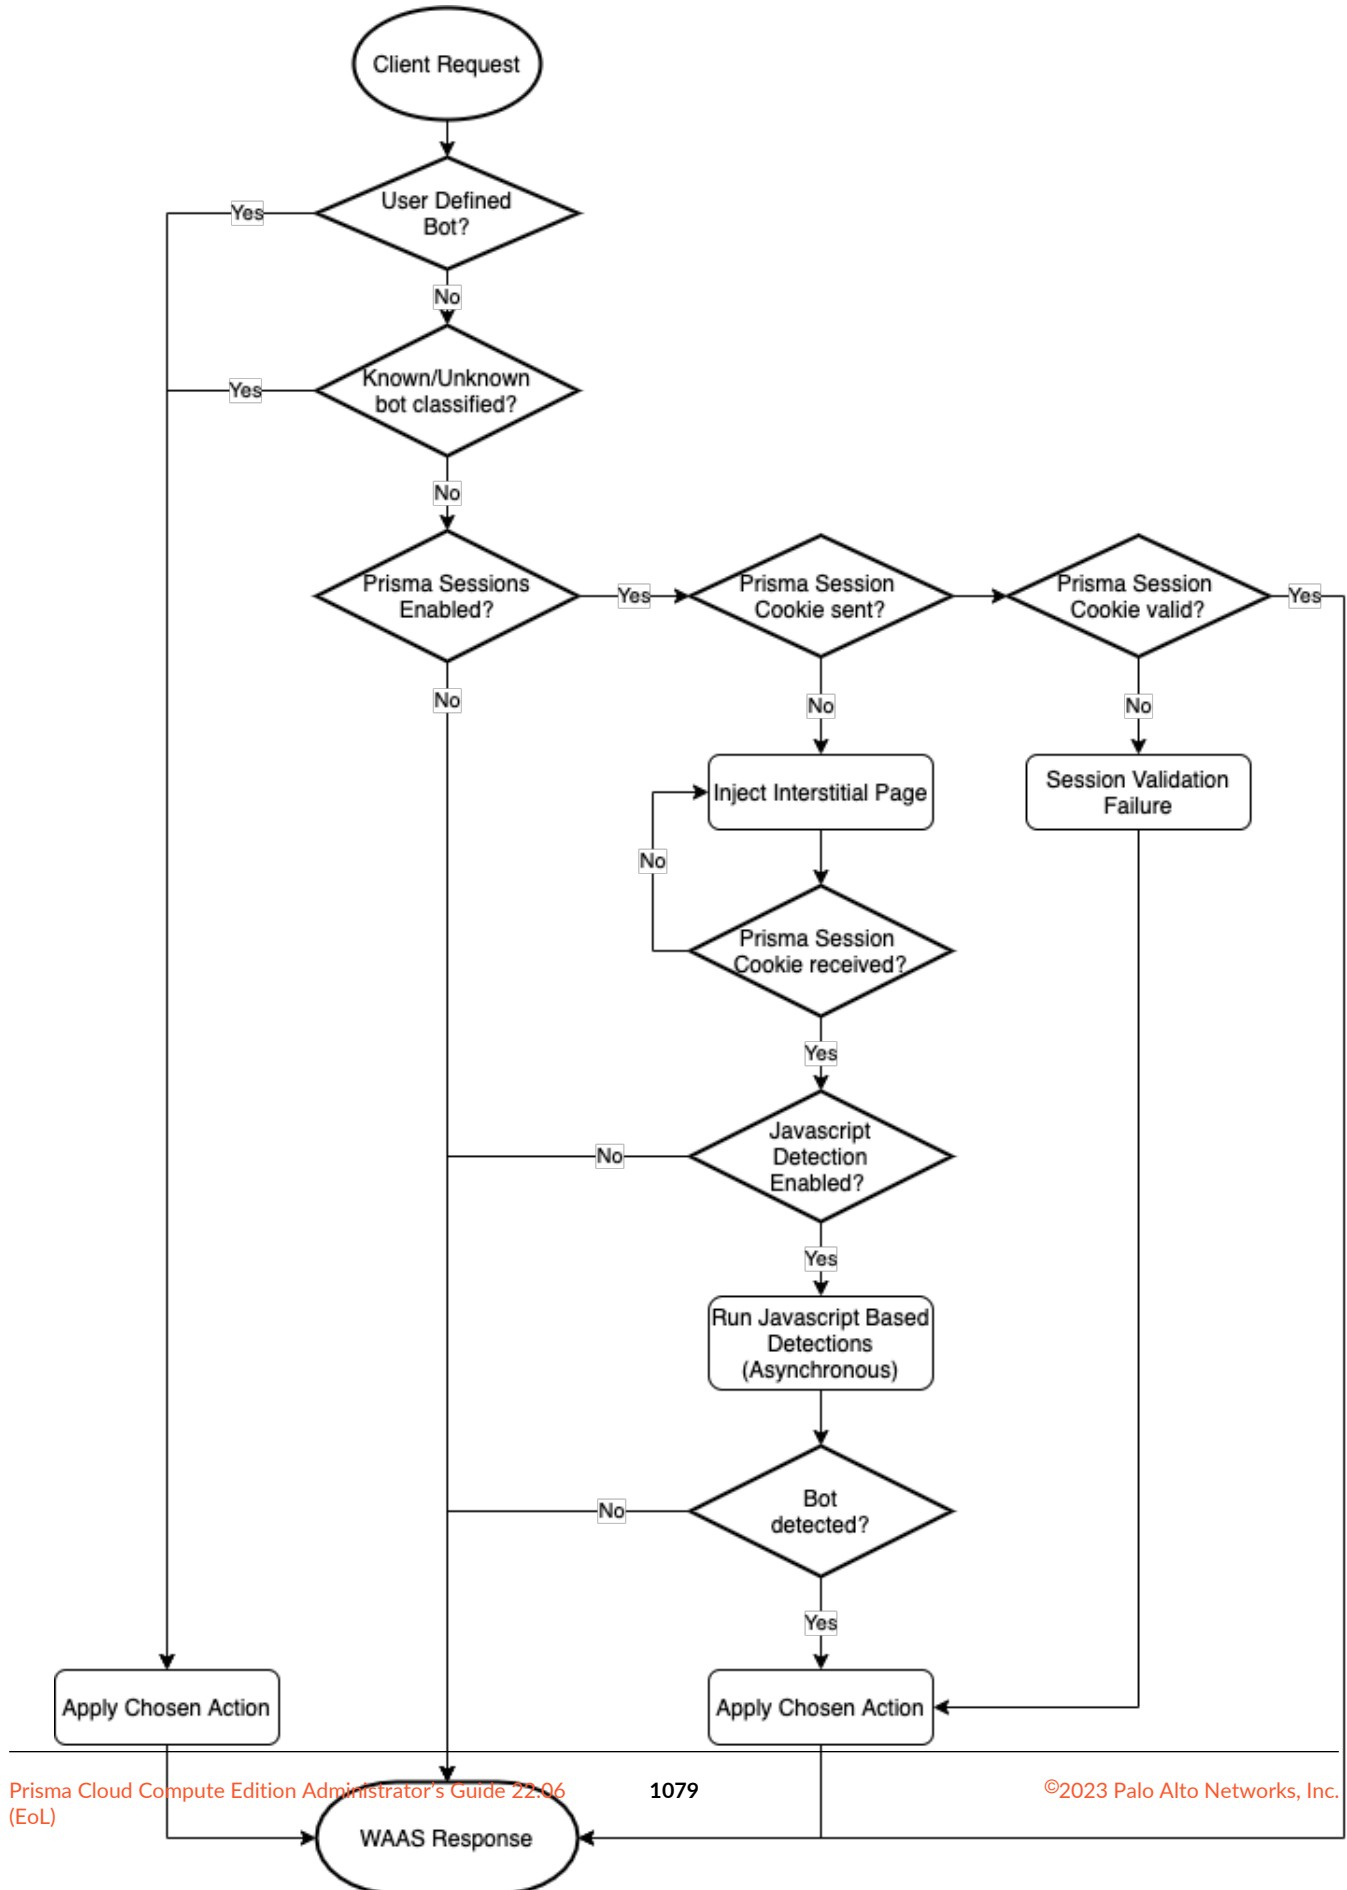 Client Request
User Defined
Bot?
Yes
No
Known/Unknown
bot classified?
Yes
No
Prisma Sessions
Enabled?
Yes
Prisma Session
Cookie sent?
Prisma Session
Cookie valid?
Yes
No
No
No
Inject Interstitial Page
Session Validation
Failure
No
Prisma Session
Cookie received?
Yes
Javascript
Detection
Enabled?
No
Yes
Run Javascript Based
Detections
(Asynchronous)
Bot
detected?
No
Yes
Apply Chosen Action
Apply Chosen Action
Prisma Cloud Compute Edition Administrator's Guide 22.06
(EoL)
1079
©2023 Palo Alto Networks, Inc.
WAAS Response